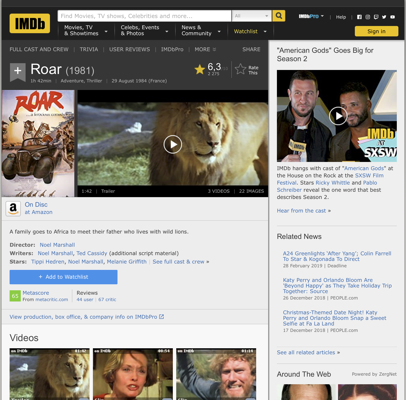 IMDb
Find Movies, TV shows, Celebrities and more...
All
IMDbPro
Help
Movies, TV
& Showtimes
Celebs, Events
& Photos
News &
Community
Watchlist
Sign in
FULL CAST AND CREW | TRIVIA | USER REVIEWS | IMDbPro | MORE
SHARE
Roar (1981)
6,3
Rate
This
1h 42min | Adventure, Thriller | 29 August 1984 (France)
ROAR
1:42 | Trailer
3 VIDEOS | 22 IMAGES
On Disc
at Amazon
A family goes to Africa to meet their father who lives with wild lions.
Director: Noel Marshall
Writers: Noel Marshall, Ted Cassidy (additional script material)
Stars: Tippi Hedren, Noel Marshall, Melanie Griffith | See full cast & crew »
+ Add to Watchlist
Metascore
From metacritic.com
Reviews
44 user | 67 critic
View production, box office, & company info on IMDbPro
Videos
"American Gods" Goes Big for
Season 2
IMDb
at
SXSW
IMDb hangs with cast of "American Gods" at
the House on the Rock at the SXSW Film
Festival. Stars Ricky Whittle and Pablo
Schreiber reveal the one word that best
describes Season 2.
Hear from the cast »
Related News
A24 Greenlights 'After Yang'; Colin Farrell
To Star & Kogonada To Direct
28 February 2019 | Deadline
Katy Perry and Orlando Bloom Are
'Beyond Happy' as They Take Holiday Trip
Together: Source
26 December 2018 | PEOPLE.com
Christmas-Themed Date Night! Katy
Perry and Orlando Bloom Snap a Sweet
Selfie at Fa La Land
17 December 2018 | PEOPLE.com
See all related articles »
Around The Web
Powered by ZergNet